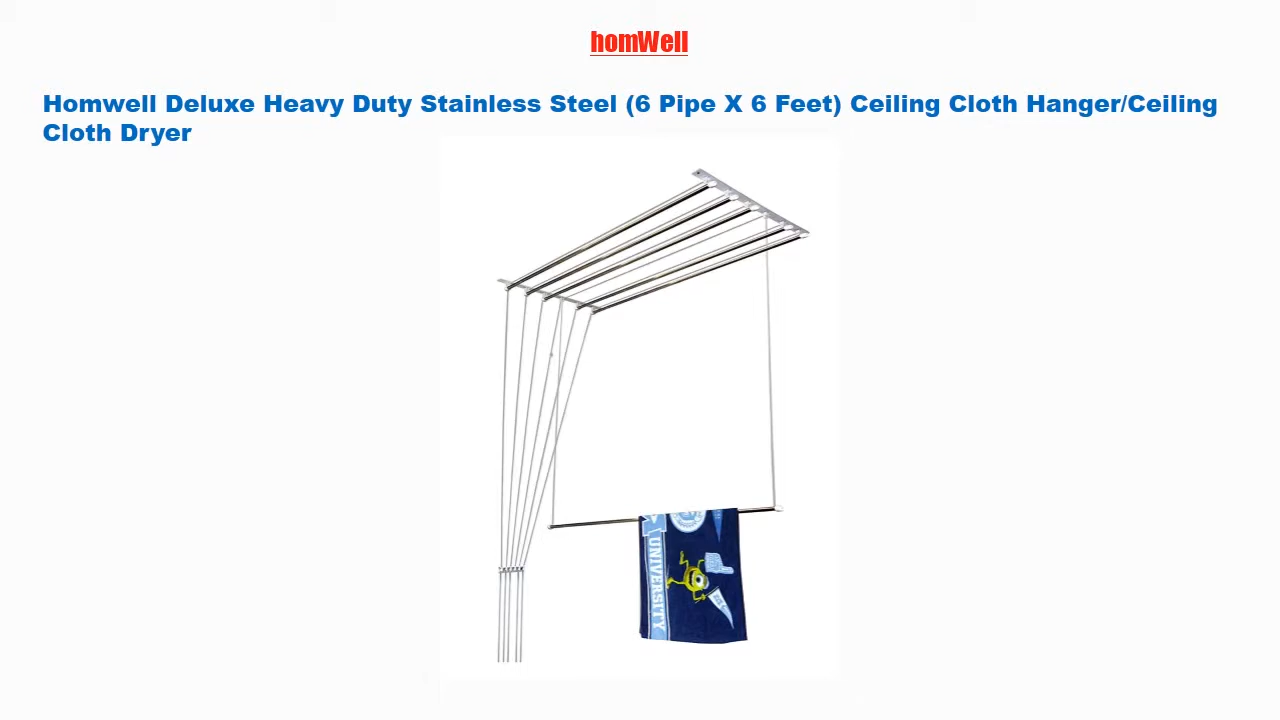 homWell
Homwell Deluxe Heavy Duty Stainless Steel (6 Pipe X 6 Feet) Ceiling Cloth Hanger/Ceiling
Cloth Dryer
UNIVERSITY